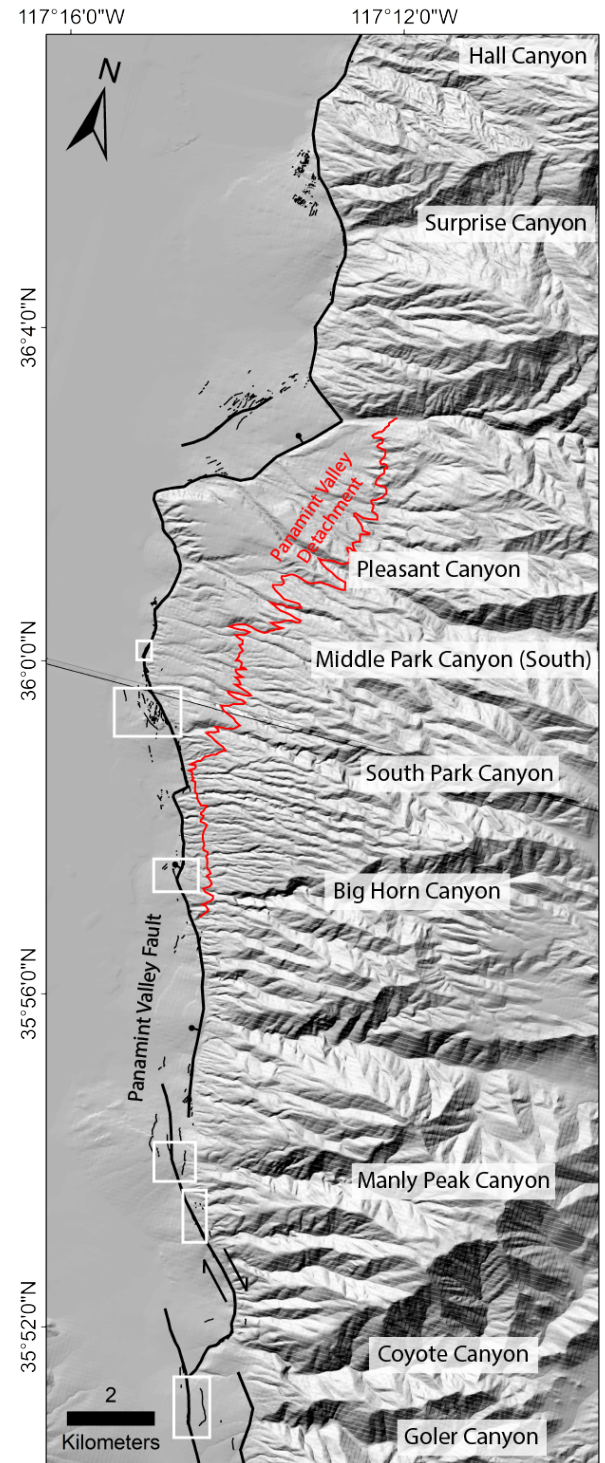 117°16'0"W
117°12'0"W
Hall Canyon
N
Surprise Canyon
36°4'0"N
Panamint Valley
Detachment
Pleasant Canyon
36°0'0"N
Middle Park Canyon (South)
South Park Canyon
Big Horn Canyon
Panamint Valley Fault
35°56'0"N
Manly Peak Canyon
35°52'0"N
Coyote Canyon
2
Kilometers
Goler Canyon